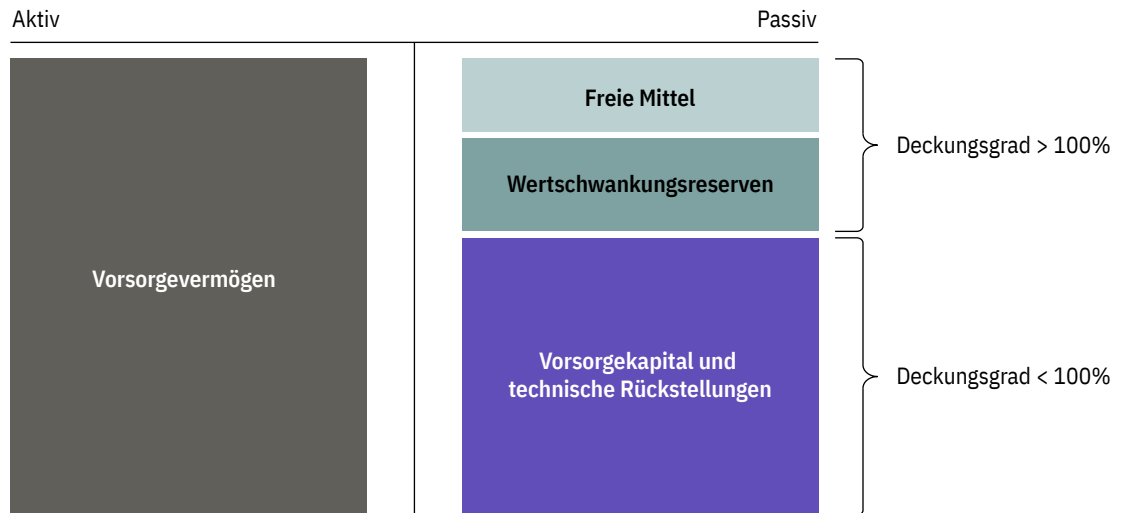 Aktiv
Passiv
Freie Mittel
Deckungsgrad > 100%
Wertschwankungsreserven
Vorsorgevermögen
Vorsorgekapital und
technische Rückstellungen
Deckungsgrad < 100%